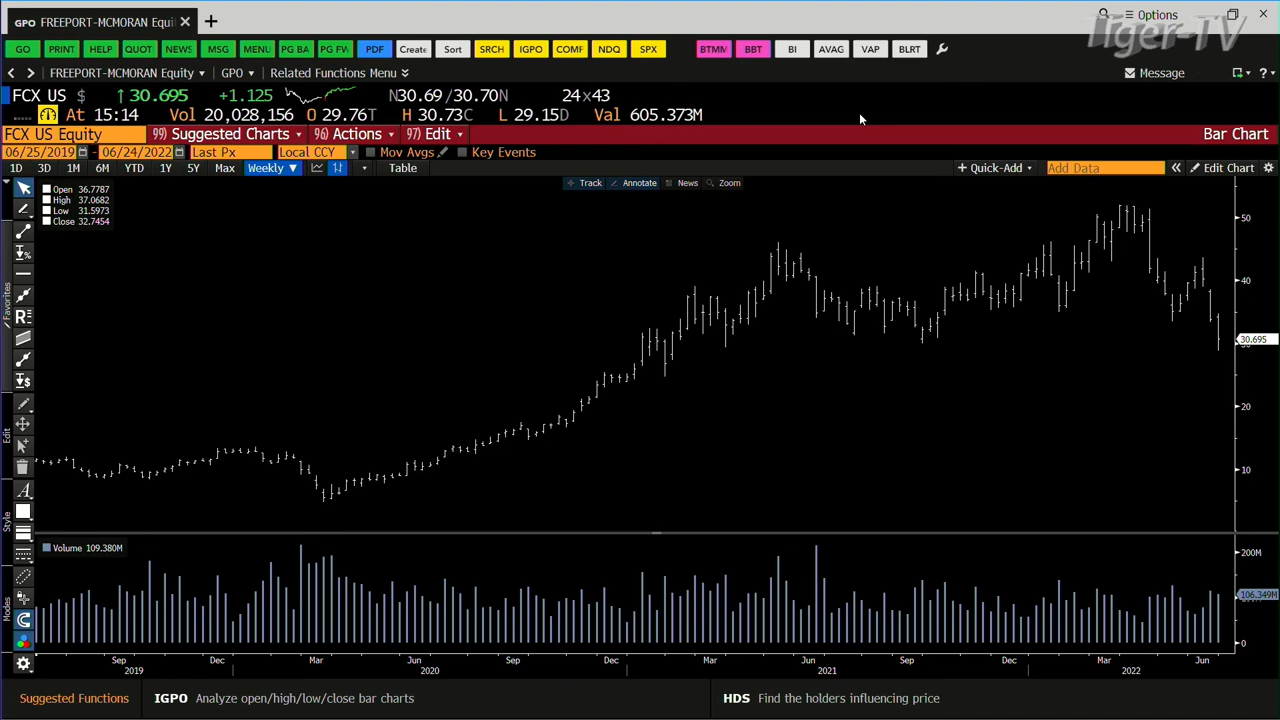 GPO FREEPORT-MCMORAN Equi
Options
Tiger-TV
GO PRINT HELP QUOT NEWS MSG MENU PG BA PG FW PDF Create Sort SRCH IGPO COMF NDQ SPX BTMM BBT BI AVAG VAP BLRT
FREEPORT-MCMORAN Equity GPO Related Functions Menu Message
FCX US $ ↑30.695 +1.125 N30.69/30.70N 24×43
At 15:14 Vol 20,028,156 O 29.76T H 30.73C L 29.15D Val 605.373M
FCX US Equity 99) Suggested Charts 96) Actions 97) Edit Bar Chart
06/25/2019 - 06/24/2022 Last Px Local CCY Mov Avgs Key Events
1D 3D 1M 6M YTD 1Y 5Y Max Weekly ▼ Table + Quick-Add Add Data « Edit Chart
Track Annotate News Zoom
Open 36.7787
High 37.0682
Low 31.5973
Close 32.7454
50
40
30.695
20
10
Favorites
Edit
Style
Modes
Volume 109.380M
200M
106.349M
0
Sep Dec Mar Jun Sep Dec Mar Jun Sep Dec Mar Jun
2019 2020 2021 2022
Suggested Functions IGPO Analyze open/high/low/close bar charts HDS Find the holders influencing price